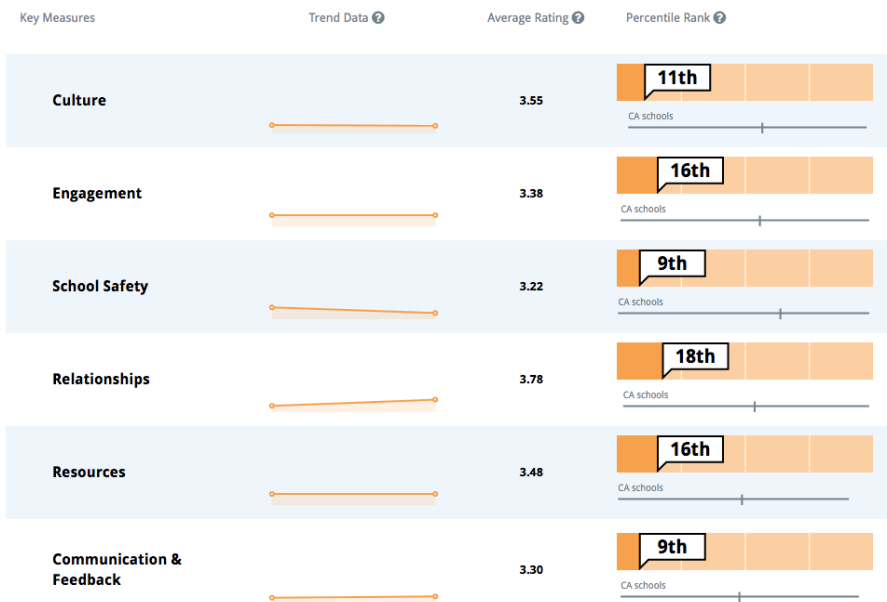 Key Measures Trend Data ? Average Rating ? Percentile Rank ?
Culture 3.55 11th
CA schools
Engagement 3.38 16th
CA schools
School Safety 3.22 9th
CA schools
Relationships 3.78 18th
CA schools
Resources 3.48 16th
CA schools
Communication &
Feedback 3.30 9th
CA schools